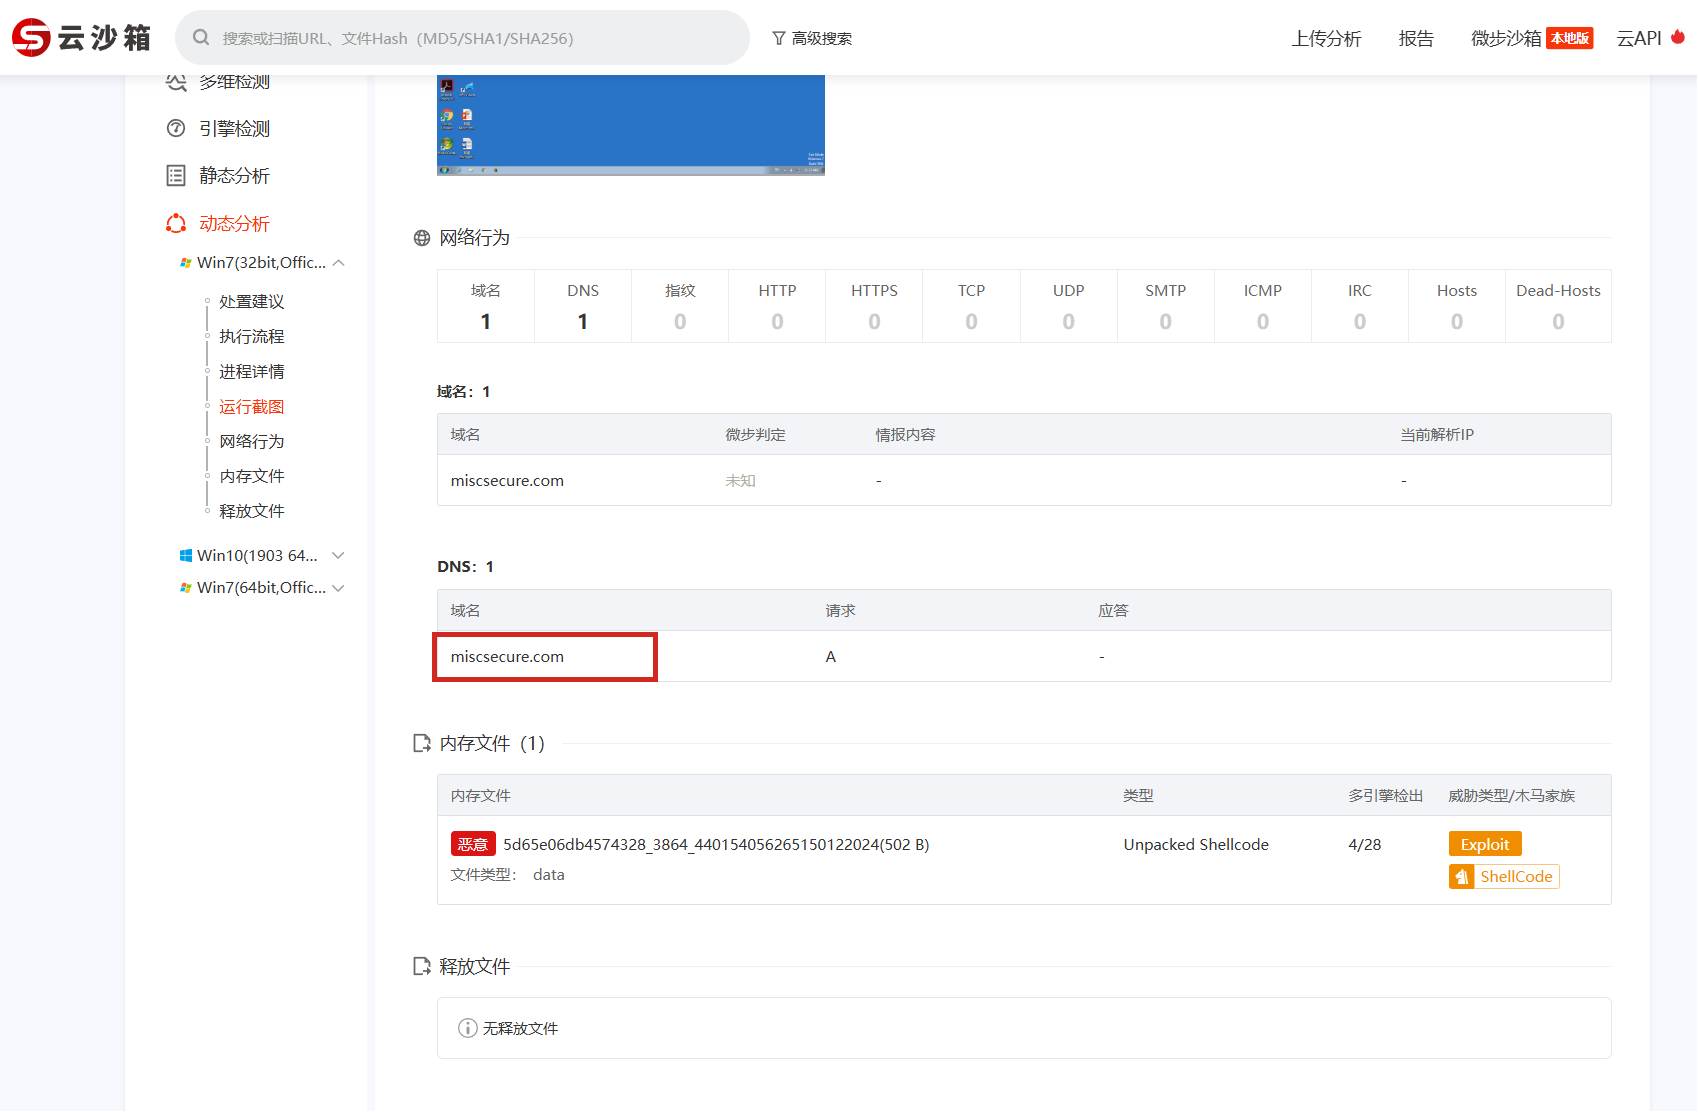 云沙箱
搜索或扫描URL、文件Hash（MD5/SHA1/SHA256）
高级搜索
上传分析
报告
微步沙箱 本地版
云API
多维检测
引擎检测
静态分析
动态分析
Win7(32bit,Offic...
处置建议
执行流程
进程详情
运行截图
网络行为
内存文件
释放文件
Win10(1903 64...
Win7(64bit,Offic...
网络行为
域名 DNS 指纹 HTTP HTTPS TCP UDP SMTP ICMP IRC Hosts Dead-Hosts
1 1 0 0 0 0 0 0 0 0 0 0
域名：1
域名 微步判定 情报内容 当前解析IP
miscsecure.com 未知 - -
DNS：1
域名 请求 应答
miscsecure.com A -
内存文件（1）
内存文件 类型 多引擎检出 威胁类型/木马家族
恶意 5d65e06db4574328_3864_440154056265150122024(502 B) Unpacked Shellcode 4/28 Exploit
文件类型： data ShellCode
释放文件
无释放文件